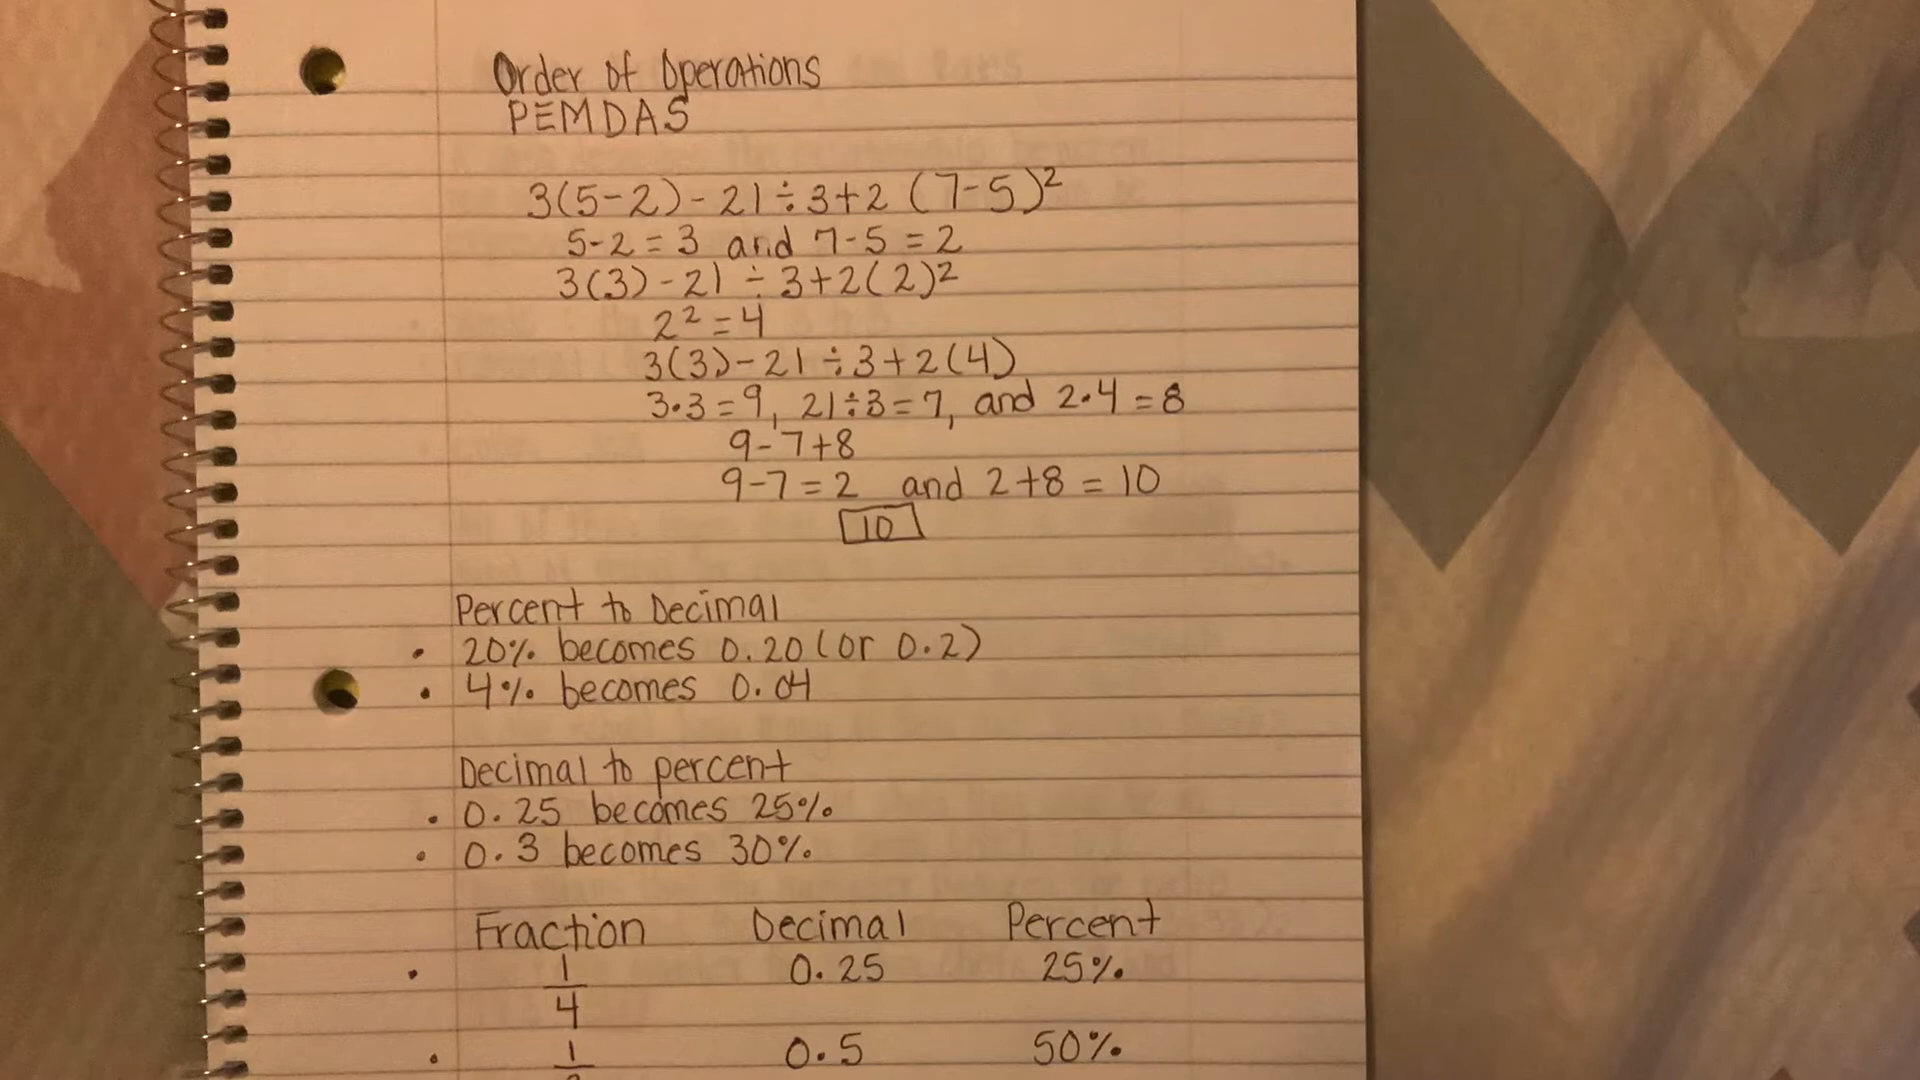 Order of Operations
PEMDAS
3(5-2)-21÷3+2 (7-5)²
5-2=3 and 7-5=2
3(3)-21÷3+2(2)²
2²=4
3(3)-21÷3+2(4)
3•3=9, 21÷3=7, and 2•4=8
9-7+8
9-7=2 and 2+8=10
10
Percent to Decimal
• 20% becomes 0.20 (or 0.2)
• 4% becomes 0.04
Decimal to percent
• 0.25 becomes 25%
• 0.3 becomes 30%
Fraction Decimal Percent
• 1/4 0.25 25%
• 1 0.5 50%